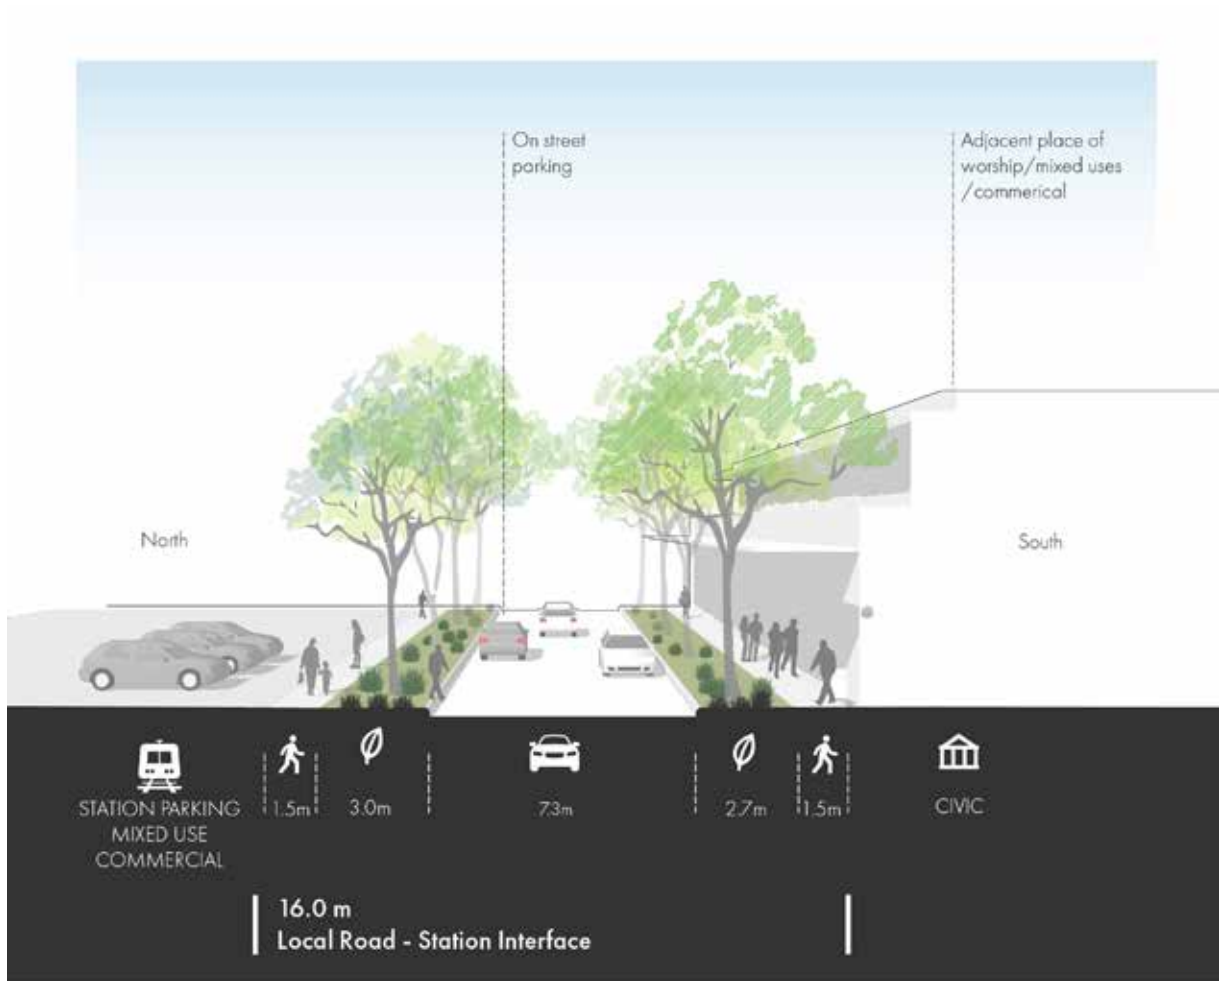 On street
parking
Adjacent place of
worship/mixed uses
/commerical
North
South
STATION PARKING
MIXED USE
COMMERCIAL
1.5m
3.0m
7.3m
2.7m
1.5m
CIVIC
16.0 m
Local Road - Station Interface